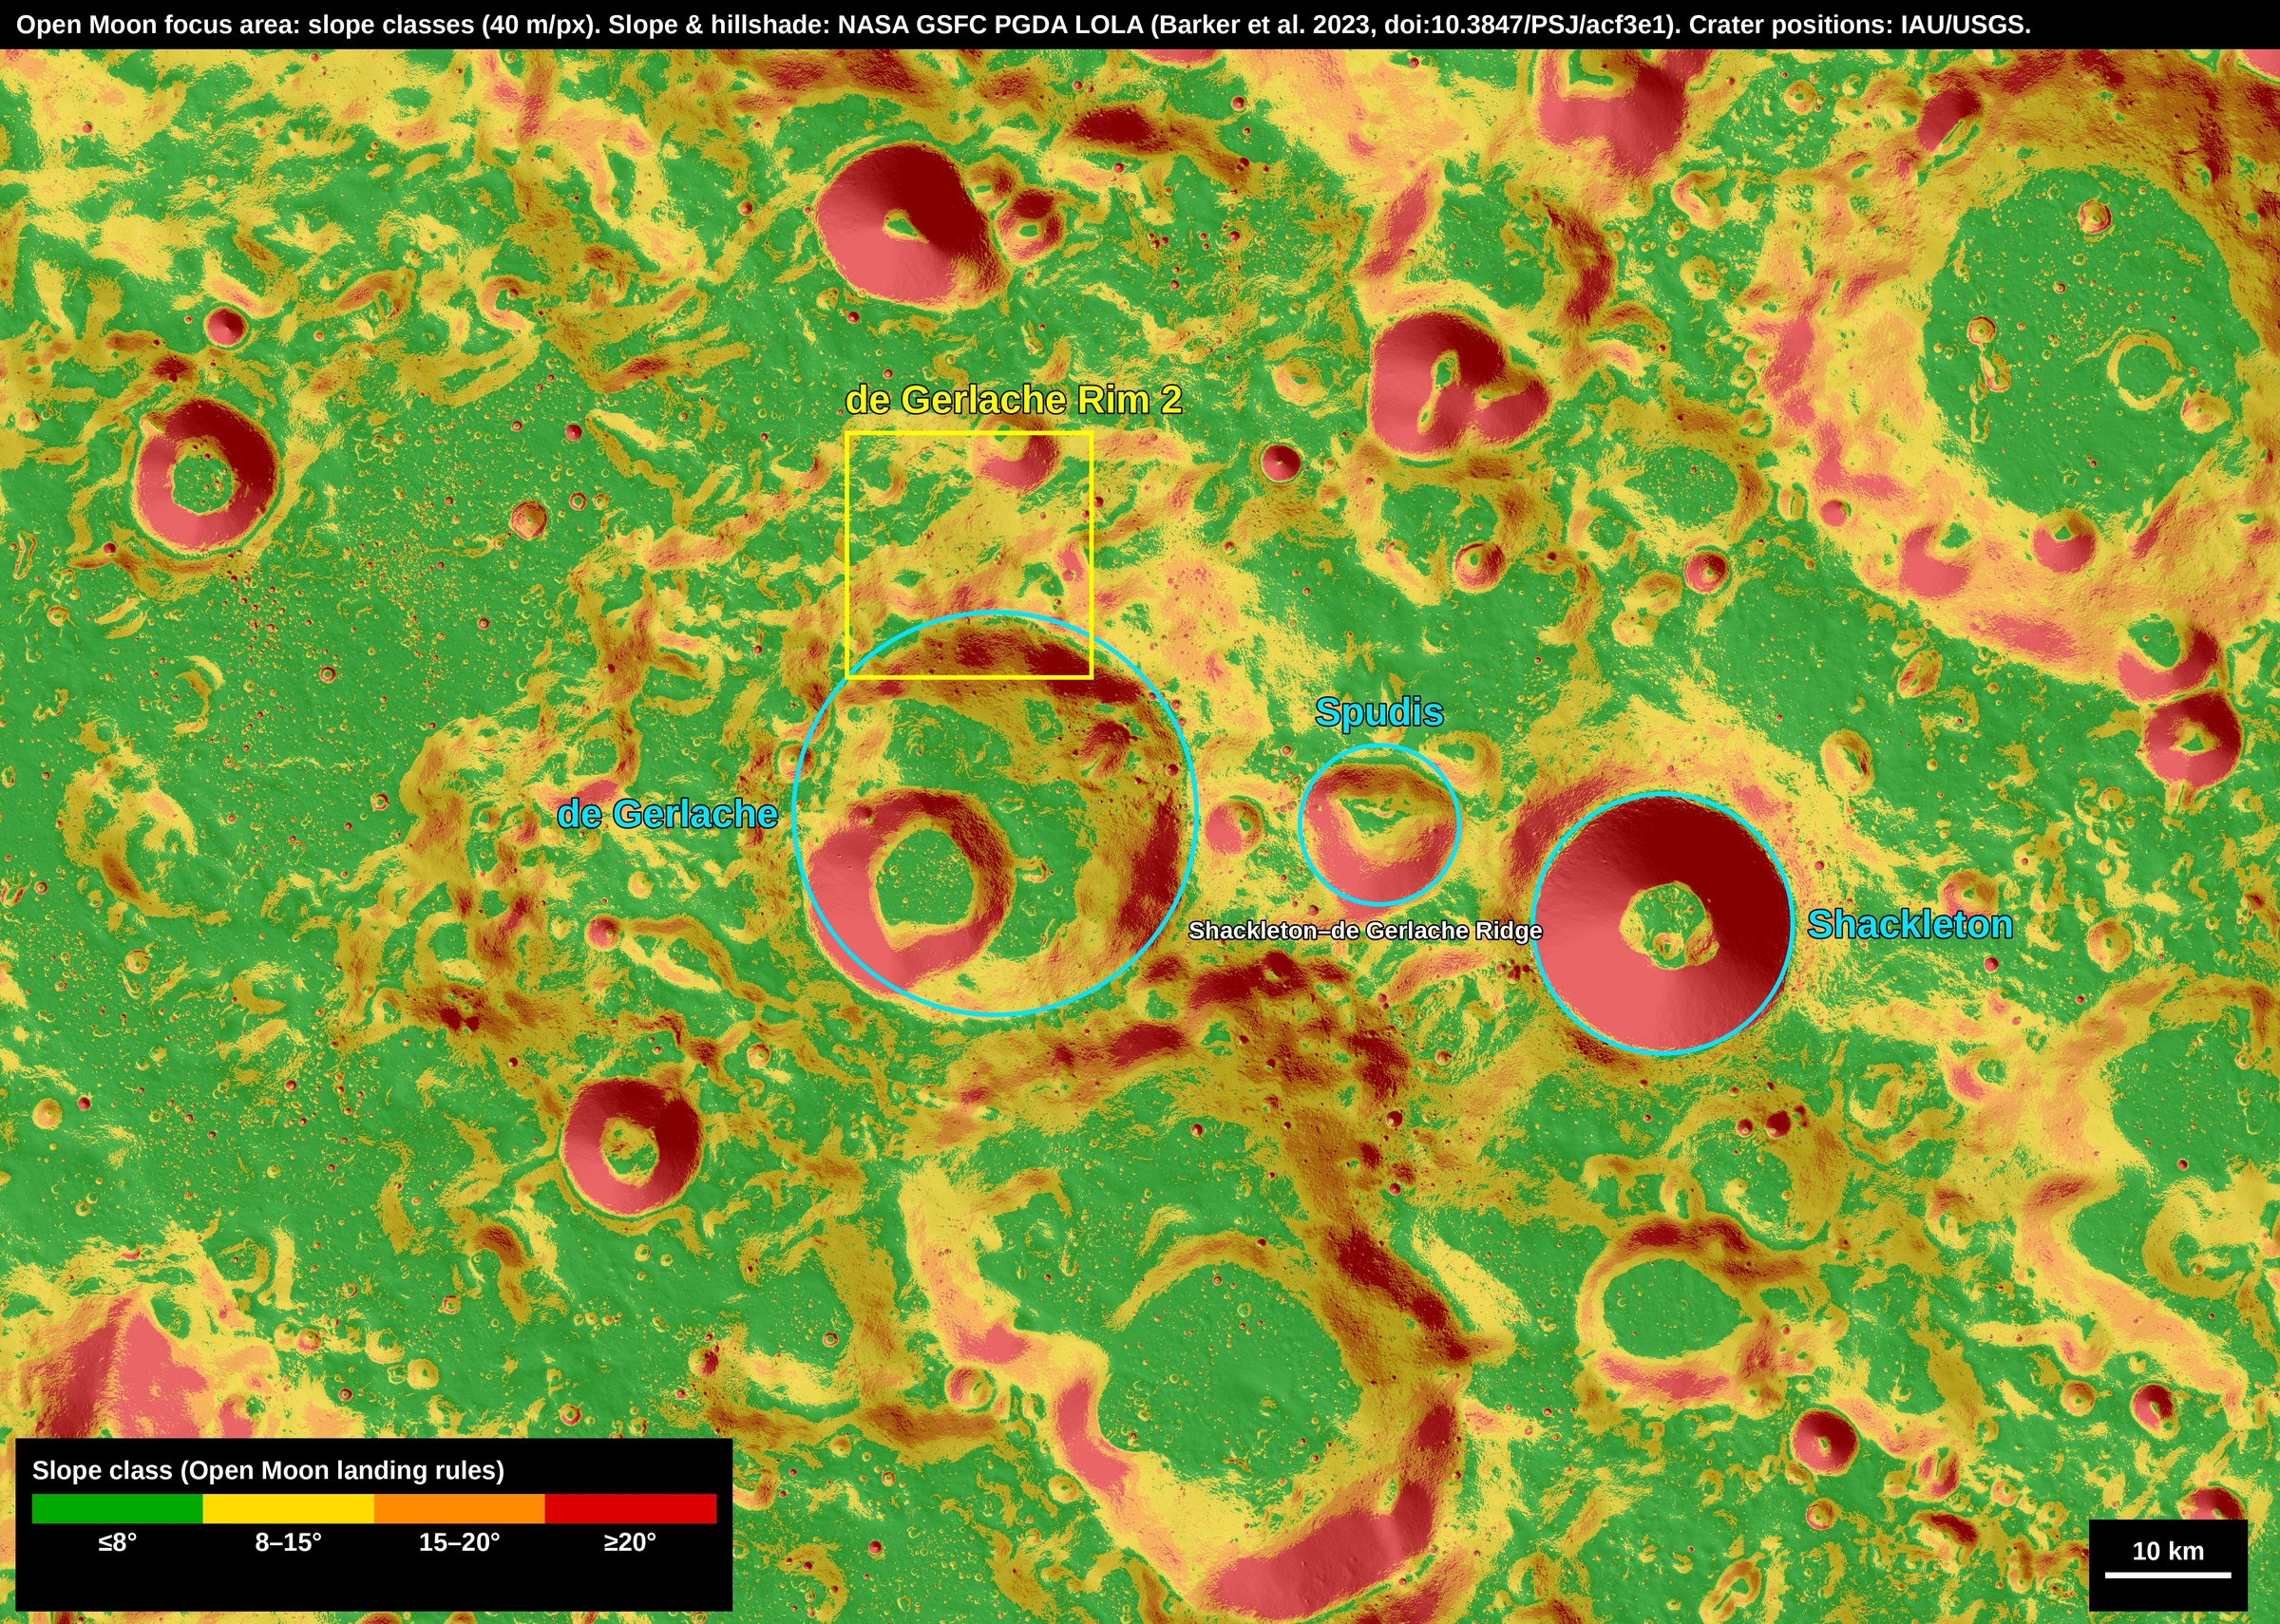 Open Moon focus area: slope classes (40 m/px). Slope & hillshade: NASA GSFC PGDA LOLA (Barker et al. 2023, doi:10.3847/PSJ/acf3e1). Crater positions: IAU/USGS.
de Gerlache Rim 2
Spudis
de Gerlache
Shackleton
Shackleton–de Gerlache Ridge
Slope class (Open Moon landing rules)
≤8° 8–15° 15–20° ≥20°
10 km